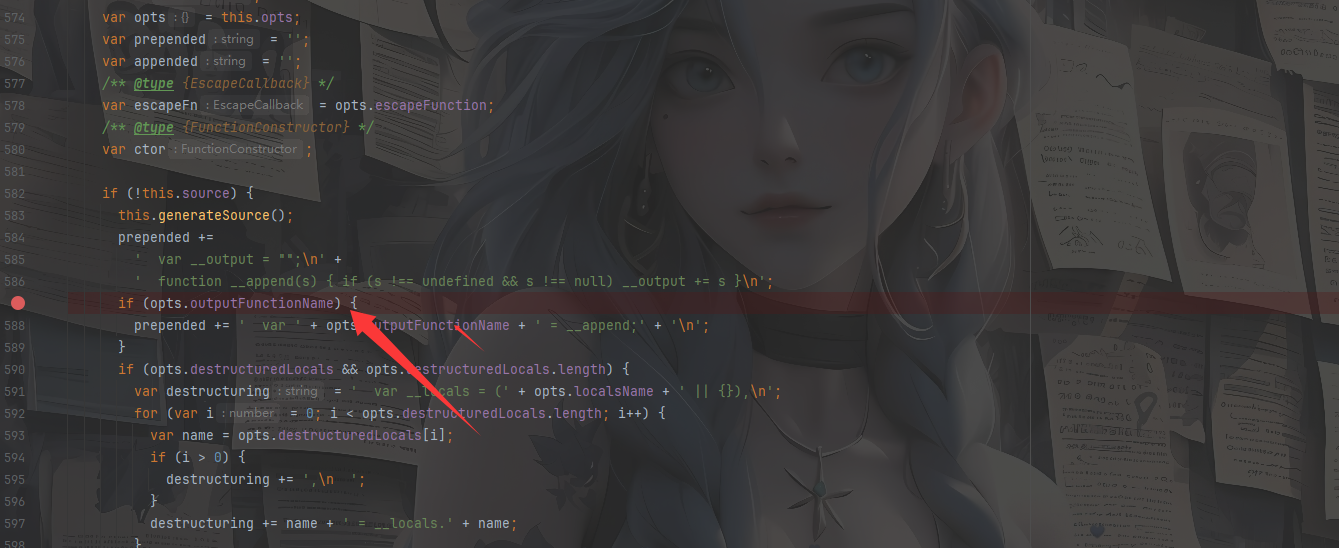 574 var opts : {} = this.opts;
575 var prepended : string = '';
576 var appended : string = '';
577 /** @type {EscapeCallback} */
578 var escapeFn : EscapeCallback = opts.escapeFunction;
579 /** @type {FunctionConstructor} */
580 var ctor : FunctionConstructor ;
581
582 if (!this.source) {
583 this.generateSource();
584 prepended +=
585 '  var __output = "";\n' +
586 '  function __append(s) { if (s !== undefined && s !== null) __output += s }\n';
if (opts.outputFunctionName) {
588 prepended += '  var ' + opts.outputFunctionName + ' = __append;' + '\n';
589 }
590 if (opts.destructuredLocals && opts.destructuredLocals.length) {
591 var destructuring : string = '  var __locals = (' + opts.localsName + ' || {}),\n';
592 for (var i : number = 0; i < opts.destructuredLocals.length; i++) {
593 var name = opts.destructuredLocals[i];
594 if (i > 0) {
595 destructuring += ',\n  ';
596 }
597 destructuring += name + ' = __locals.' + name;
598 }